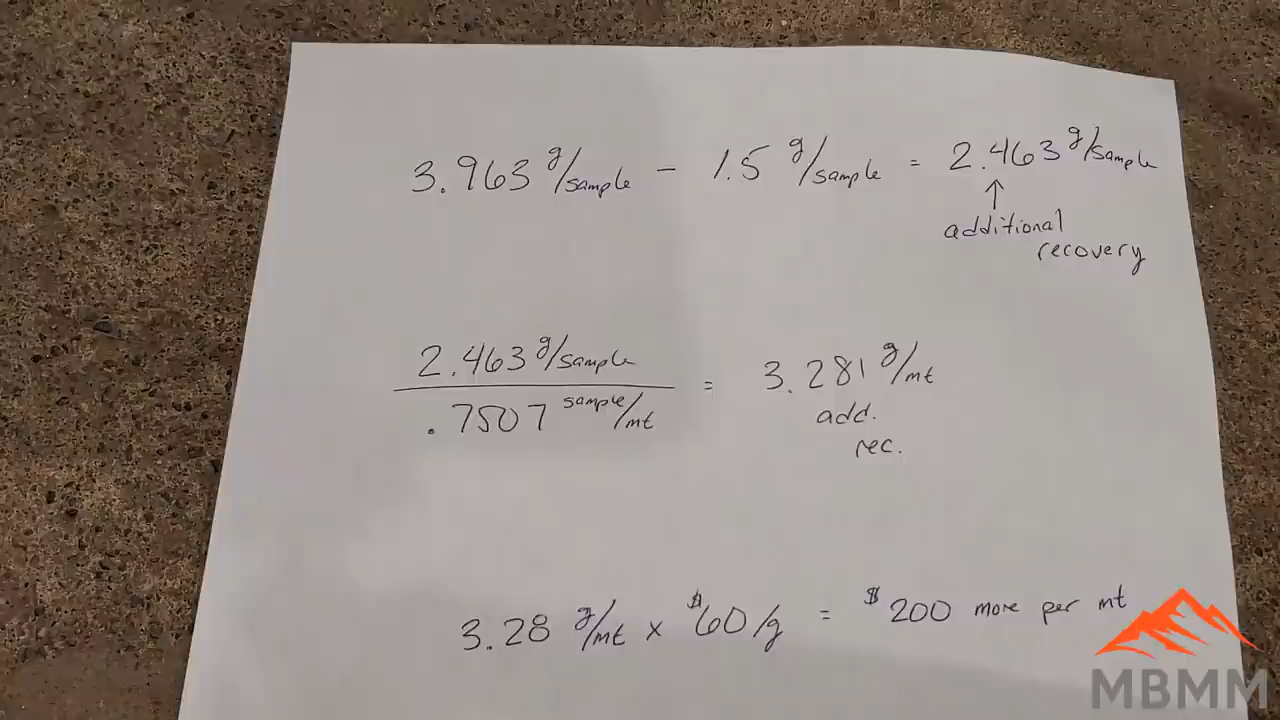 3.963 g/sample - 1.5 g/sample = 2.463 g/sample
↑
additional
recovery
2.463 g/sample
.7507 sample/mt = 3.281 g/mt
add.
rec.
3.28 g/mt x $60/g = $200 more per mt
MBMM